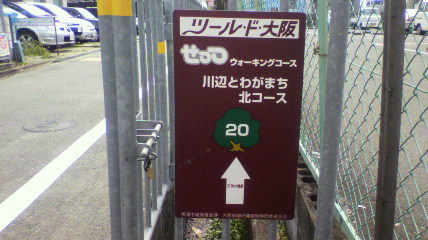 ツールド・大阪
せっつ ウォーキングコース
川辺とわがまち
北コース
20